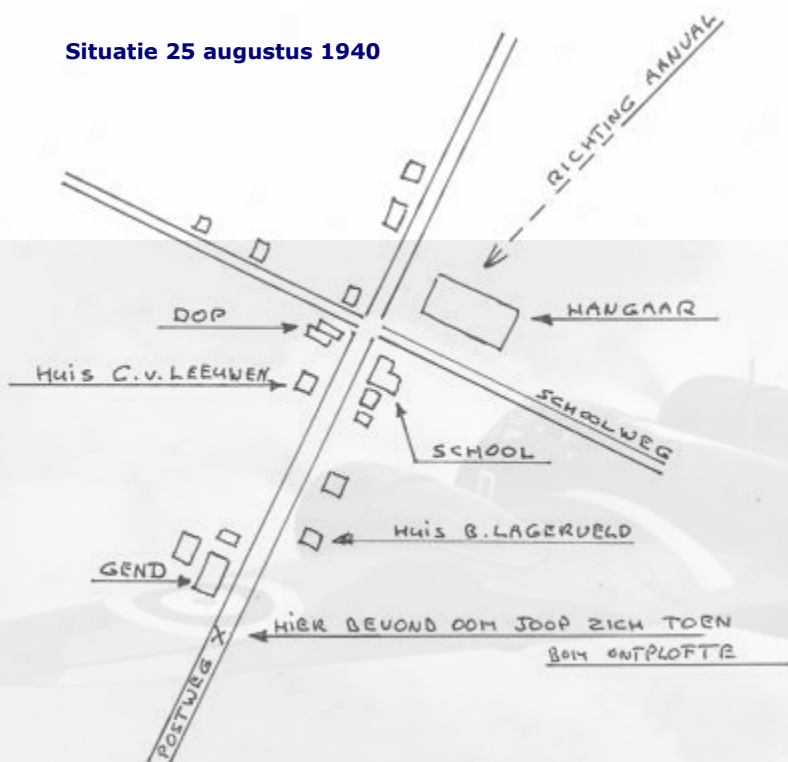 Situatie 25 augustus 1940
RICHTING AANVAL
HANGAAR
DOP
HUIS C.v. LEEUWEN
SCHOOLWEG
SCHOOL
HUIS B. LAGERVELD
GEND
HIER BEVOND OOM JOOP ZICH TOEN
BOM ONTPLOFTE
POSTWEG X